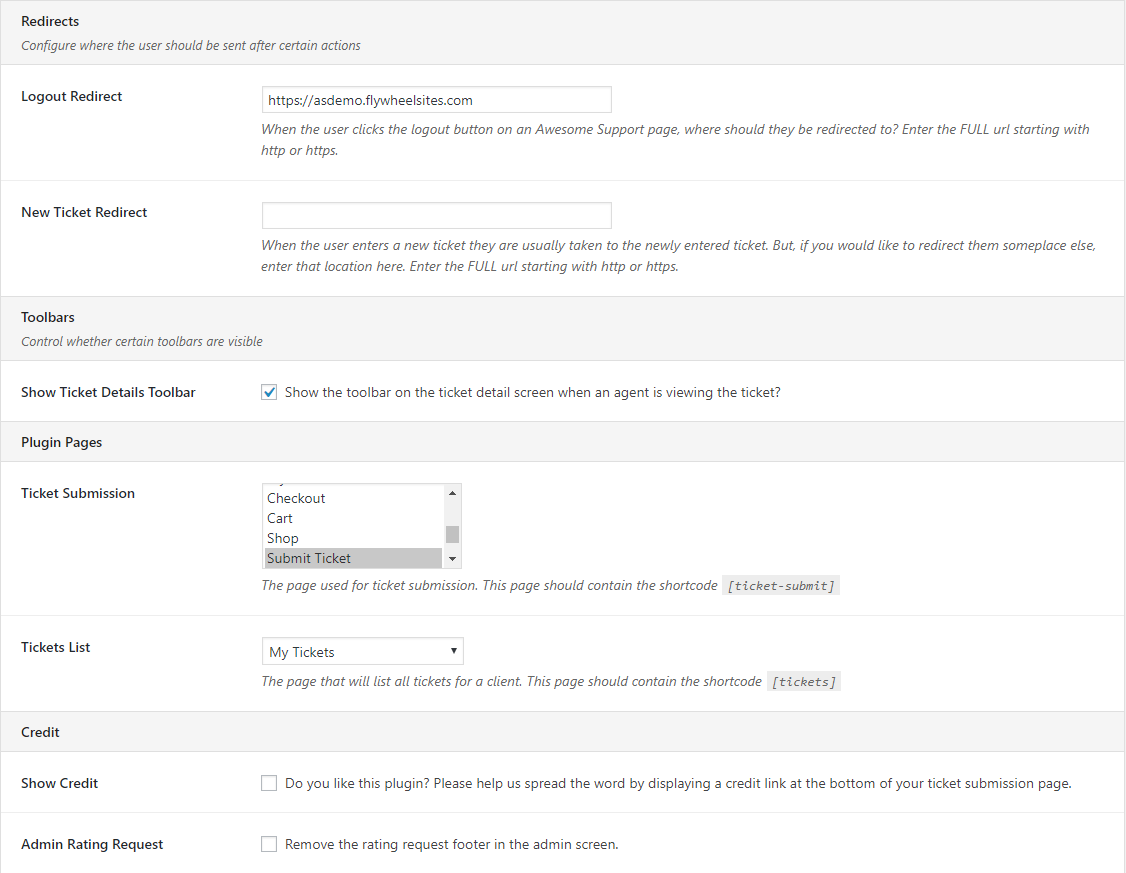 Redirects
Configure where the user should be sent after certain actions
Logout Redirect
https://asdemo.flywheelsites.com
When the user clicks the logout button on an Awesome Support page, where should they be redirected to? Enter the FULL url starting with
http or https.
New Ticket Redirect
When the user enters a new ticket they are usually taken to the newly entered ticket. But, if you would like to redirect them someplace else,
enter that location here. Enter the FULL url starting with http or https.
Toolbars
Control whether certain toolbars are visible
Show Ticket Details Toolbar
Show the toolbar on the ticket detail screen when an agent is viewing the ticket?
Plugin Pages
Ticket Submission
Checkout
Cart
Shop
Submit Ticket
The page used for ticket submission. This page should contain the shortcode [ticket-submit]
Tickets List
My Tickets
The page that will list all tickets for a client. This page should contain the shortcode [tickets]
Credit
Show Credit
Do you like this plugin? Please help us spread the word by displaying a credit link at the bottom of your ticket submission page.
Admin Rating Request
Remove the rating request footer in the admin screen.